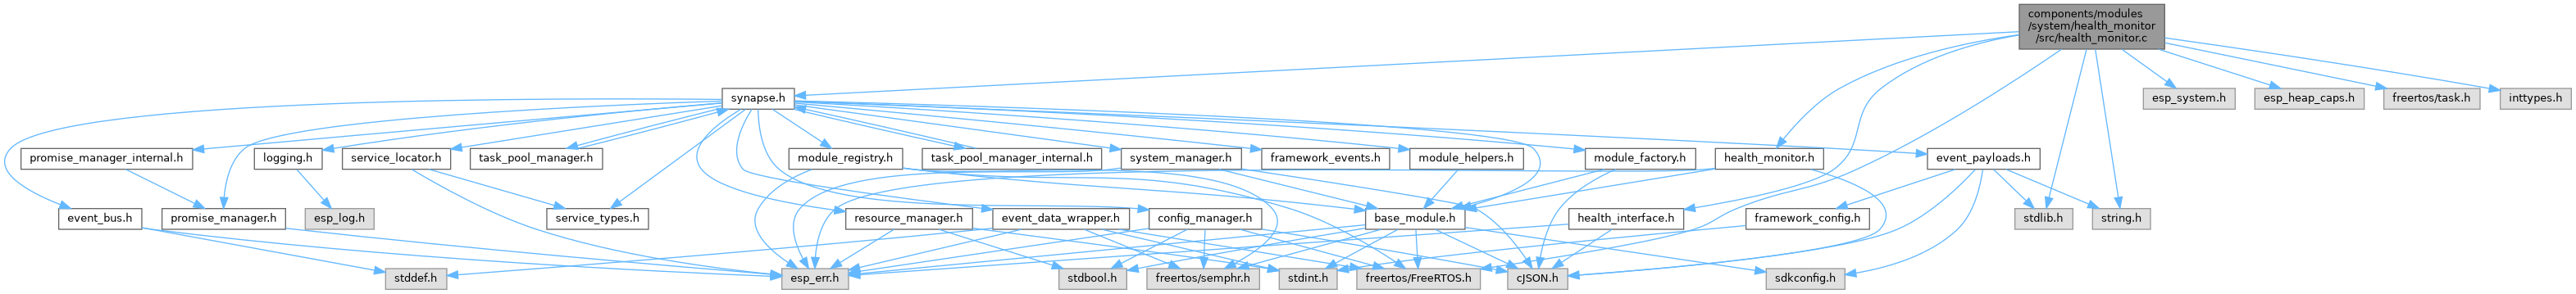 components/modules
/system/health_monitor
/src/health_monitor.c
synapse.h
esp_system.h
esp_heap_caps.h
freertos/task.h
inttypes.h
promise_manager_internal.h
logging.h
service_locator.h
task_pool_manager.h
module_registry.h
task_pool_manager_internal.h
system_manager.h
framework_events.h
module_helpers.h
module_factory.h
health_monitor.h
event_payloads.h
event_bus.h
promise_manager.h
esp_log.h
service_types.h
resource_manager.h
event_data_wrapper.h
config_manager.h
base_module.h
health_interface.h
framework_config.h
stdlib.h
string.h
stddef.h
esp_err.h
stdbool.h
freertos/semphr.h
stdint.h
freertos/FreeRTOS.h
cJSON.h
sdkconfig.h